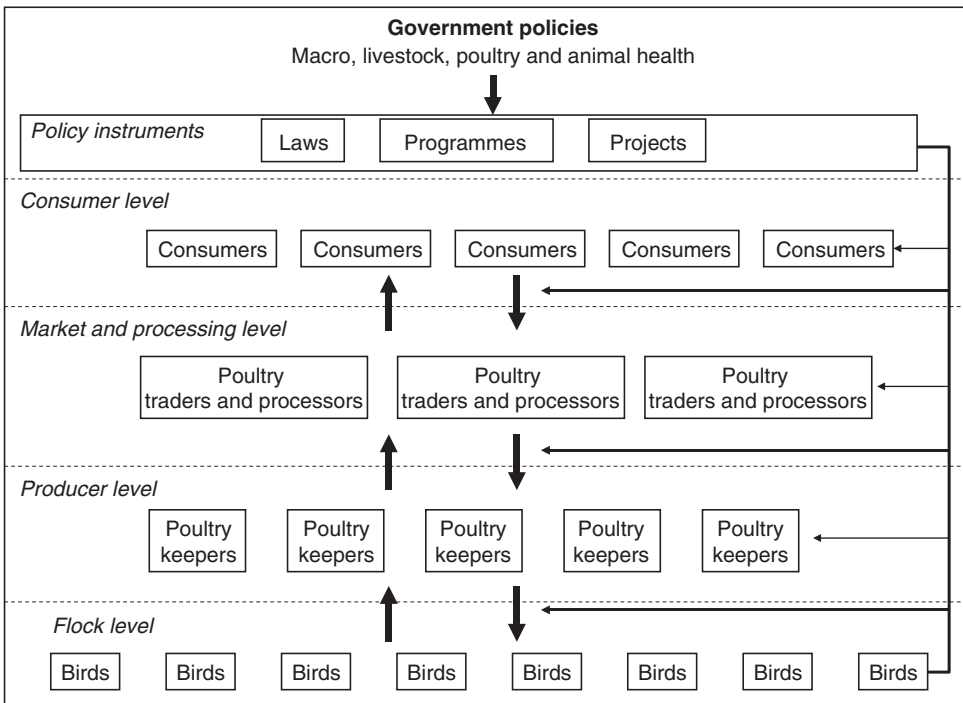 Government policies
Macro, livestock, poultry and animal health
Policy instruments
Laws
Programmes
Projects
Consumer level
Consumers
Consumers
Consumers
Consumers
Consumers
Market and processing level
Poultry
traders and processors
Poultry
traders and processors
Poultry
traders and processors
Producer level
Poultry
keepers
Poultry
keepers
Poultry
keepers
Poultry
keepers
Poultry
keepers
Flock level
Birds
Birds
Birds
Birds
Birds
Birds
Birds
Birds